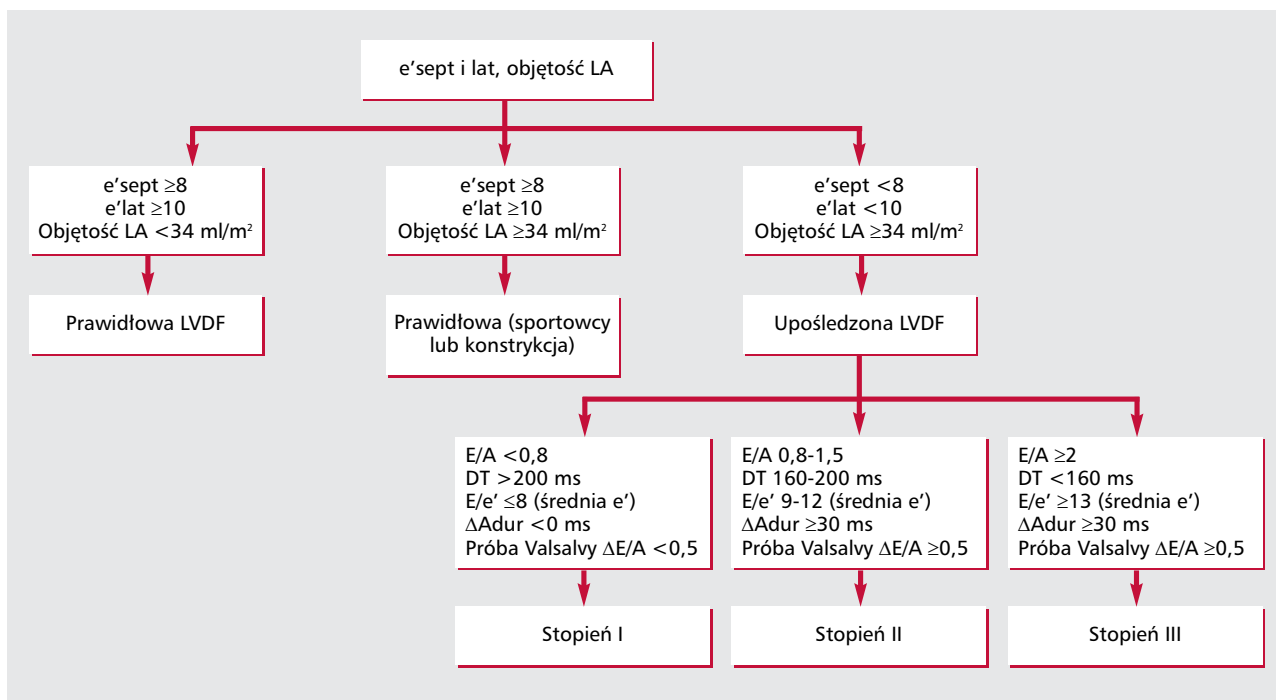 e'sept i lat, objętość LA
e'sept ≥8
e'lat ≥10
Objętość LA <34 ml/m²
e'sept ≥8
e'lat ≥10
Objętość LA ≥34 ml/m²
e'sept <8
e'lat <10
Objętość LA ≥34 ml/m²
Prawidłowa LVDF
Prawidłowa (sportowcy
lub konstrykcja)
Upośledzona LVDF
E/A <0,8
DT >200 ms
E/e’ ≤8 (średnia e’)
ΔAdur <0 ms
Próba Valsalvy ΔE/A <0,5
E/A 0,8-1,5
DT 160-200 ms
E/e’ 9-12 (średnia e’)
ΔAdur ≥30 ms
Próba Valsalvy ΔE/A ≥0,5
E/A ≥2
DT <160 ms
E/e’ ≥13 (średnia e’)
ΔAdur ≥30 ms
Próba Valsalvy ΔE/A ≥0,5
Stopień I
Stopień II
Stopień III